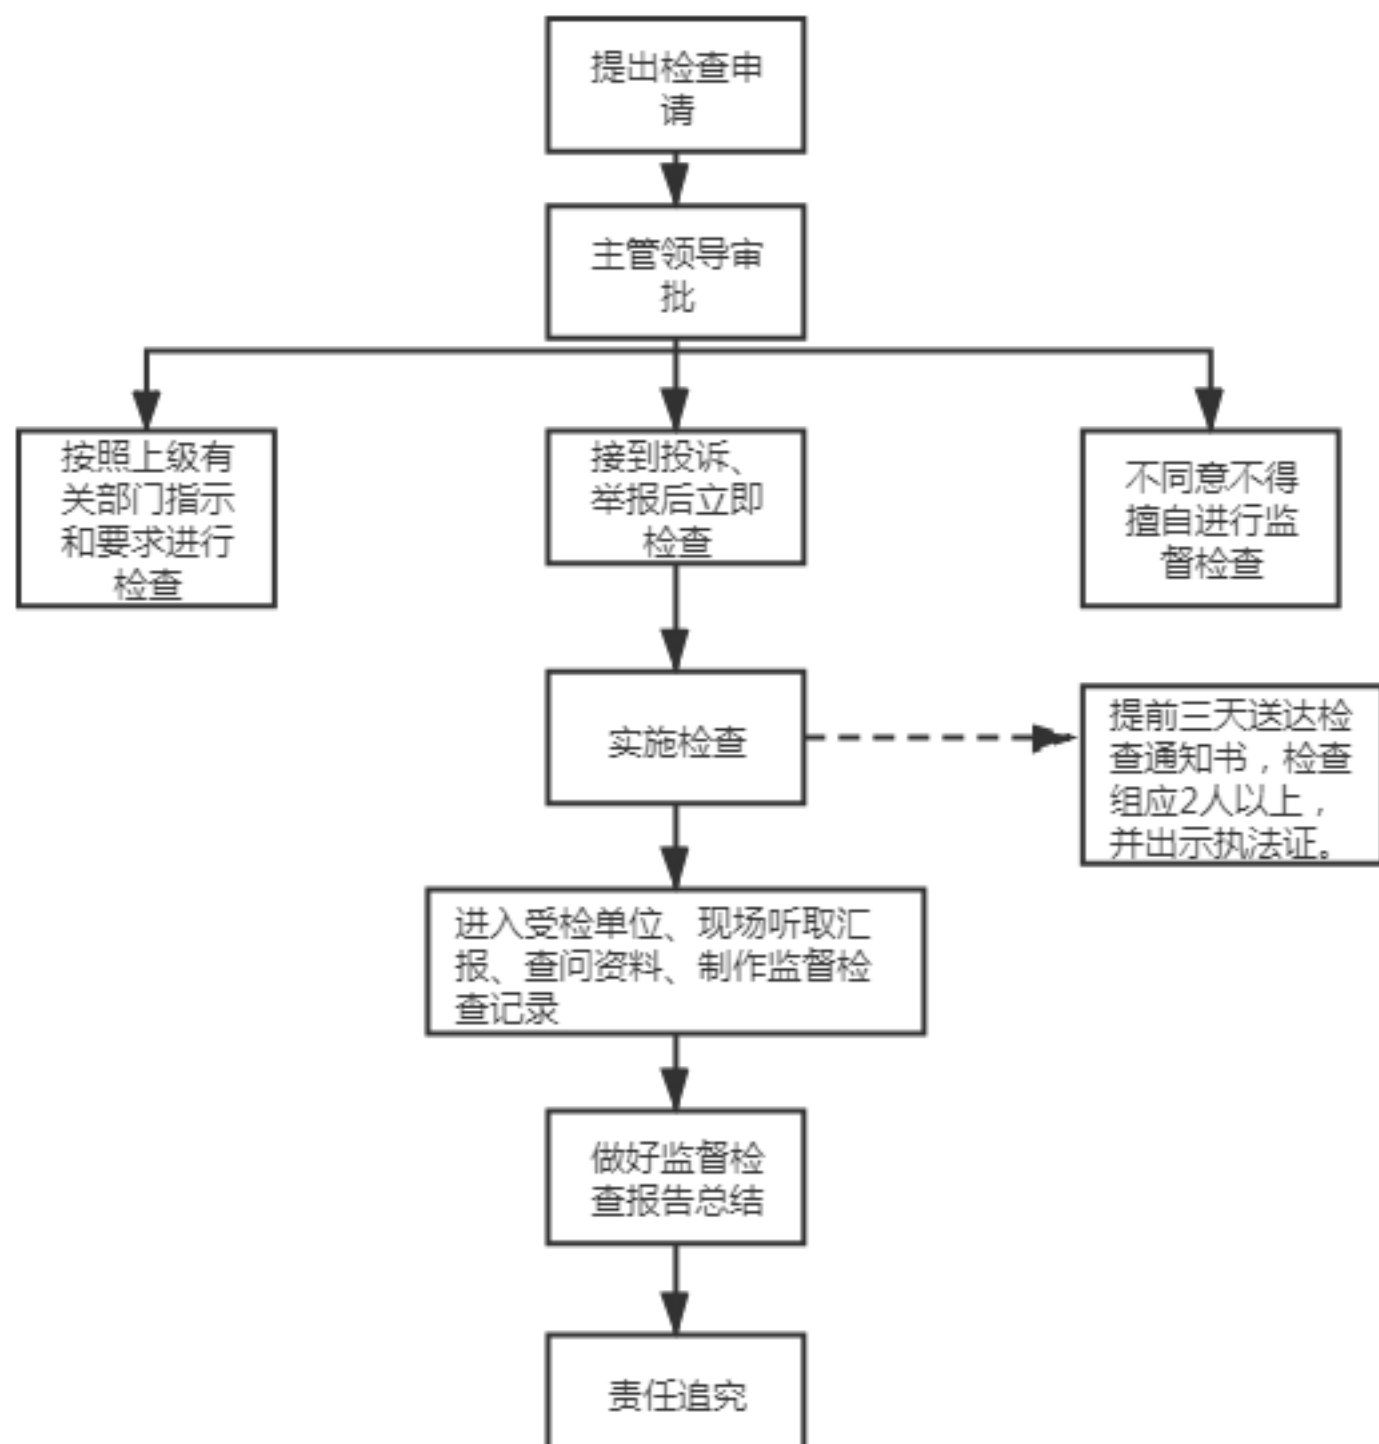 提出检查申
请
主管领导审
批
按照上级有
关部门指示
和要求进行
检查
接到投诉、
举报后立即
检查
不同意不得
擅自进行监
督检查
实施检查
提前三天送达检
查通知书，检查
组应2人以上，
并出示执法证。
进入受检单位、现场听取汇
报、查问资料、制作监督检
查记录
做好监督检
查报告总结
责任追究